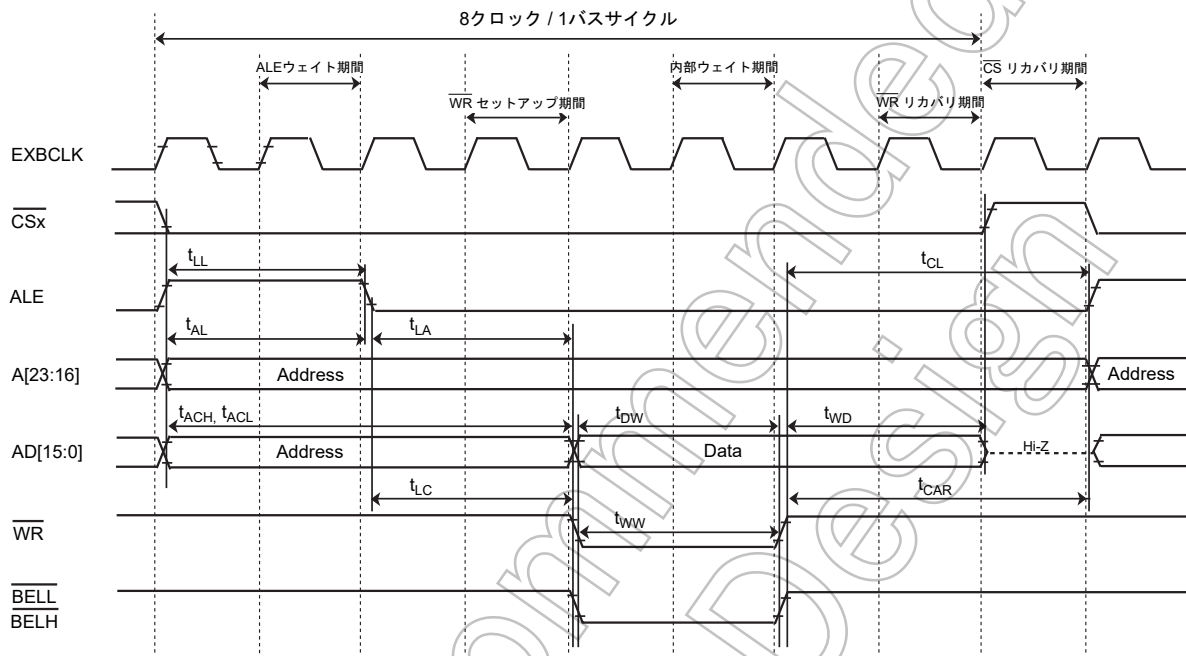 8クロック / 1バスサイクル
ALEウェイト期間
内部ウェイト期間
CS リカバリ期間
WR セットアップ期間
WR リカバリ期間
EXBCLK
CSx
tLL
tCL
ALE
tAL
tLA
A[23:16]
Address
Address
tACH, tACL
tDW
tWD
AD[15:0]
Address
Data
Hi-Z
tLC
tCAR
WR
tWW
BELL
BELH